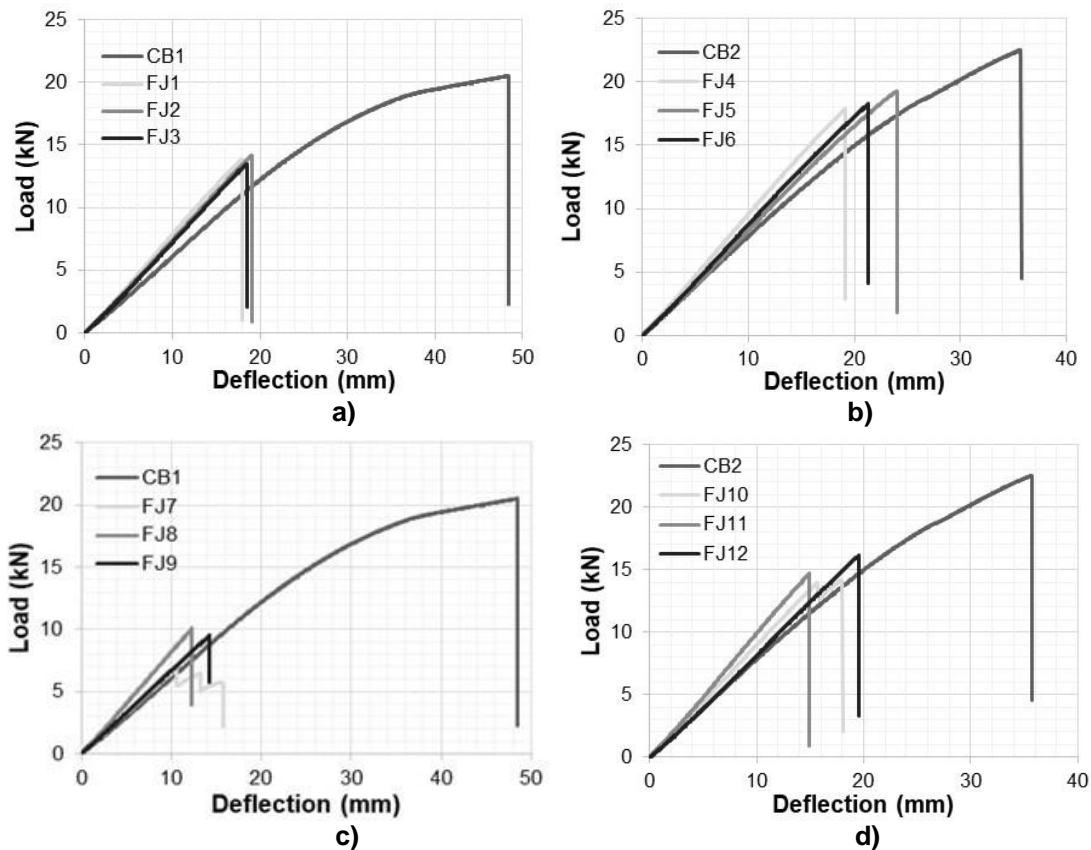 25
20
15
10
5
0
Load (kN)
CB1
FJ1
FJ2
FJ3
0 10 20 30 40 50
Deflection (mm)
a)
25
20
15
10
5
0
Load (kN)
CB2
FJ4
FJ5
FJ6
0 10 20 30 40
Deflection (mm)
b)
25
20
15
10
5
0
Load (kN)
CB1
FJ7
FJ8
FJ9
0 10 20 30 40 50
Deflection (mm)
c)
25
20
15
10
5
0
Load (kN)
CB2
FJ10
FJ11
FJ12
0 10 20 30 40
Deflection (mm)
d)